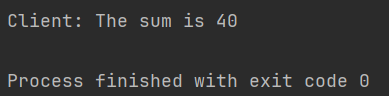 Client: The sum is 40
Process finished with exit code 0